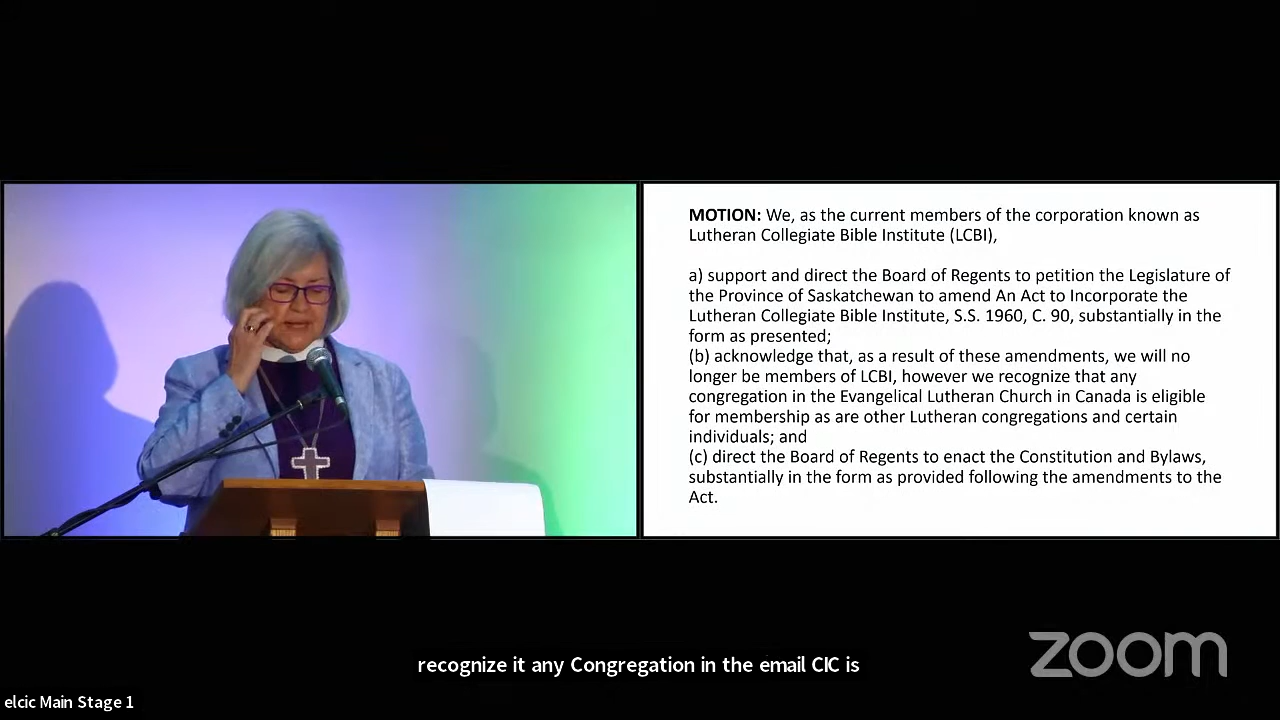 MOTION: We, as the current members of the corporation known as
Lutheran Collegiate Bible Institute (LCBI),
a) support and direct the Board of Regents to petition the Legislature of
the Province of Saskatchewan to amend An Act to Incorporate the
Lutheran Collegiate Bible Institute, S.S. 1960, C. 90, substantially in the
form as presented;
(b) acknowledge that, as a result of these amendments, we will no
longer be members of LCBI, however we recognize that any
congregation in the Evangelical Lutheran Church in Canada is eligible
for membership as are other Lutheran congregations and certain
individuals; and
(c) direct the Board of Regents to enact the Constitution and Bylaws,
substantially in the form as provided following the amendments to the
Act.
recognize it any Congregation in the email CIC is
zoom
elcic Main Stage 1